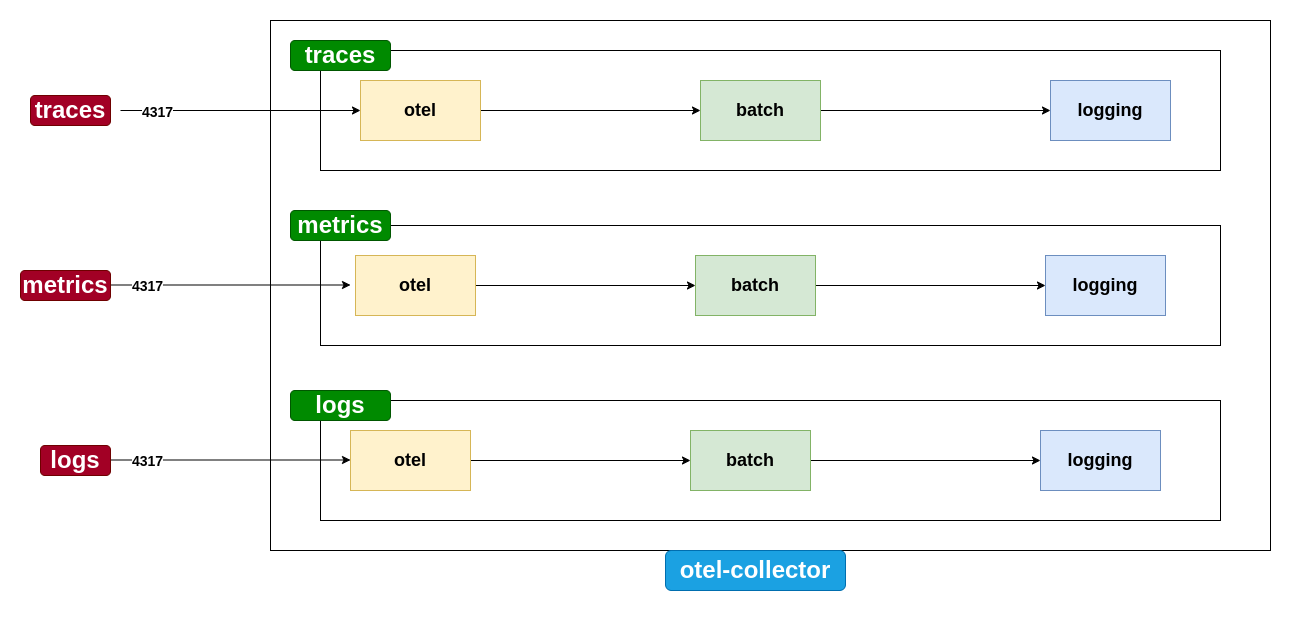 traces
traces 4317 otel batch logging
metrics
metrics 4317 otel batch logging
logs
logs 4317 otel batch logging
otel-collector